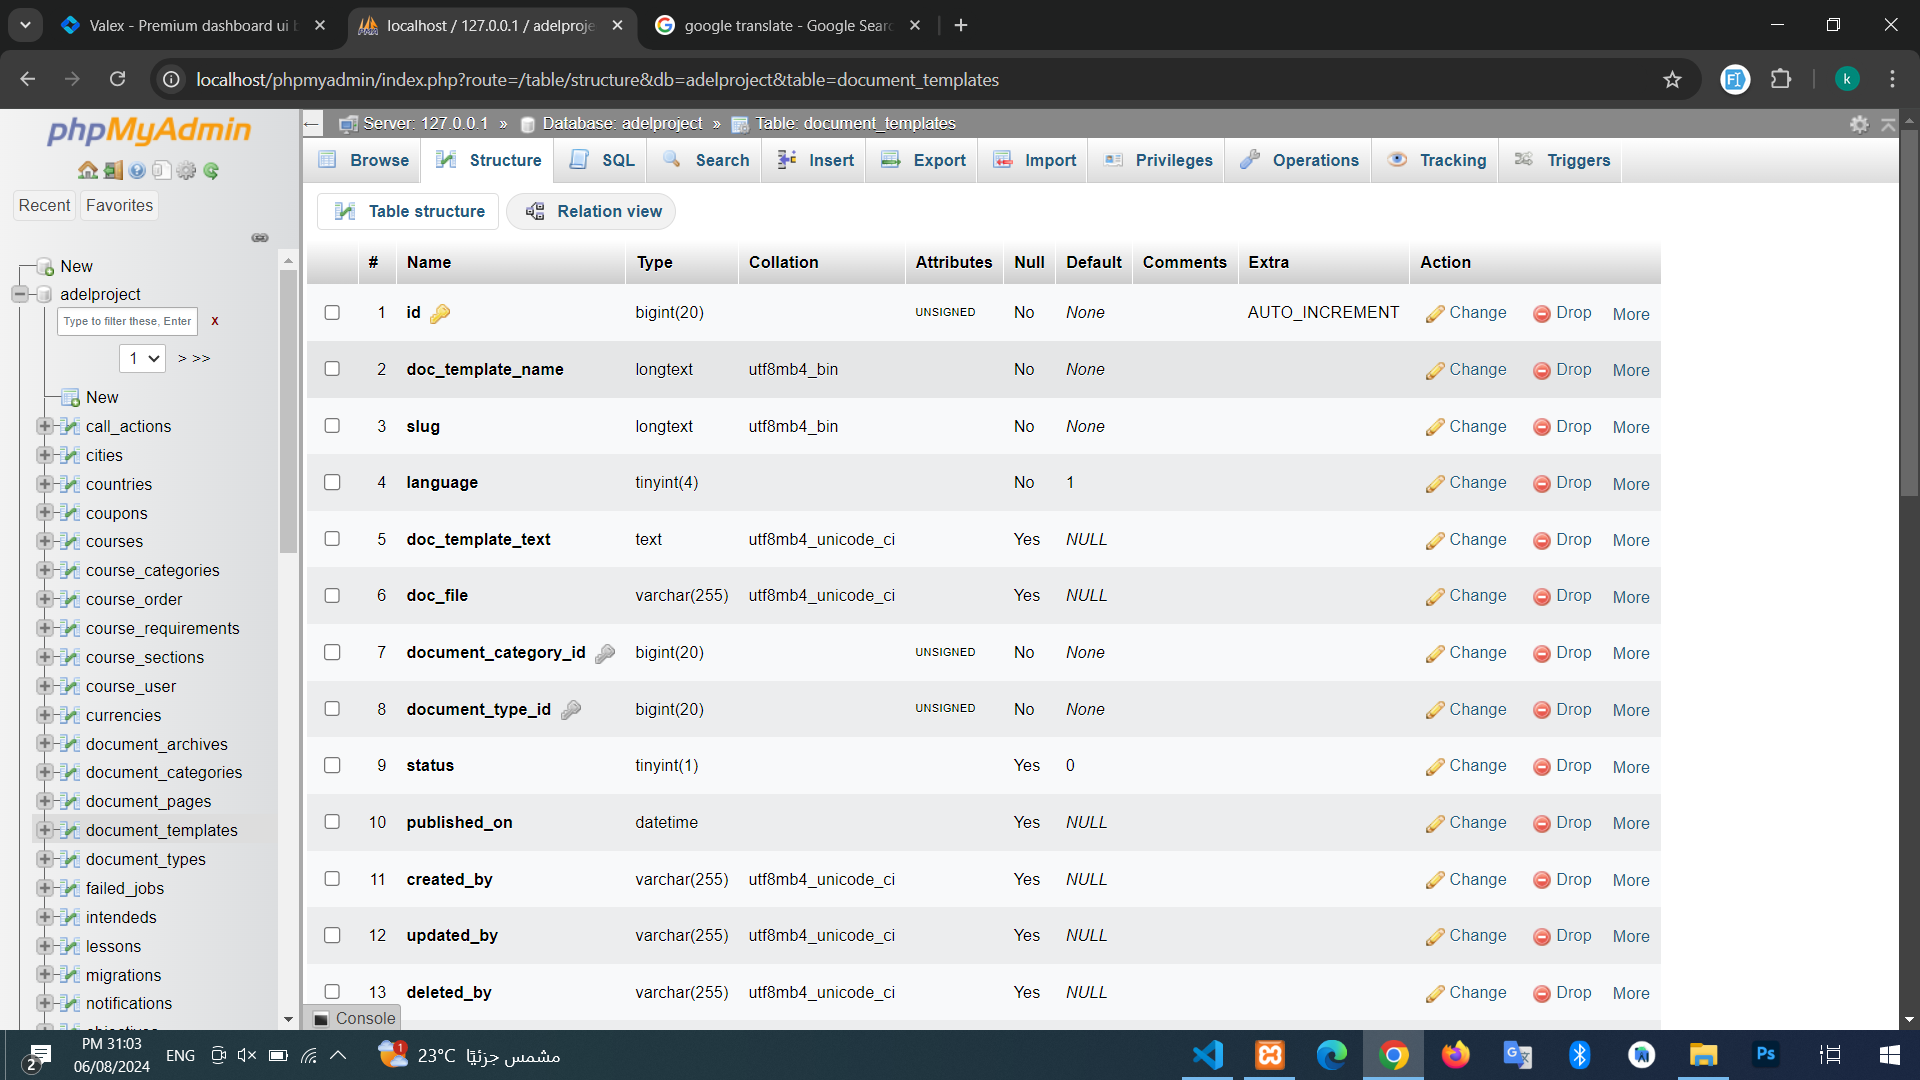 Valex - Premium dashboard ui b
localhost / 127.0.0.1 / adelproje
google translate - Google Searc
localhost/phpmyadmin/index.php?route=/table/structure&db=adelproject&table=document_templates
k
phpMyAdmin
Recent Favorites
New
adelproject
Type to filter these, Enter X
1 > >>
New
call_actions
cities
countries
coupons
courses
course_categories
course_order
course_requirements
course_sections
course_user
currencies
document_archives
document_categories
document_pages
document_templates
document_types
failed_jobs
intendeds
lessons
migrations
notifications
Server: 127.0.0.1 » Database: adelproject » Table: document_templates
Browse Structure SQL Search Insert Export Import Privileges Operations Tracking Triggers
Table structure Relation view
# Name Type Collation Attributes Null Default Comments Extra Action
1 id bigint(20) UNSIGNED No None AUTO_INCREMENT Change Drop More
2 doc_template_name longtext utf8mb4_bin No None Change Drop More
3 slug longtext utf8mb4_bin No None Change Drop More
4 language tinyint(4) No 1 Change Drop More
5 doc_template_text text utf8mb4_unicode_ci Yes NULL Change Drop More
6 doc_file varchar(255) utf8mb4_unicode_ci Yes NULL Change Drop More
7 document_category_id bigint(20) UNSIGNED No None Change Drop More
8 document_type_id bigint(20) UNSIGNED No None Change Drop More
9 status tinyint(1) Yes 0 Change Drop More
10 published_on datetime Yes NULL Change Drop More
11 created_by varchar(255) utf8mb4_unicode_ci Yes NULL Change Drop More
12 updated_by varchar(255) utf8mb4_unicode_ci Yes NULL Change Drop More
13 deleted_by varchar(255) utf8mb4_unicode_ci Yes NULL Change Drop More
Console
2
PM 31:03
06/08/2024
ENG
1
23°C مشمس جزئيًا
Ps